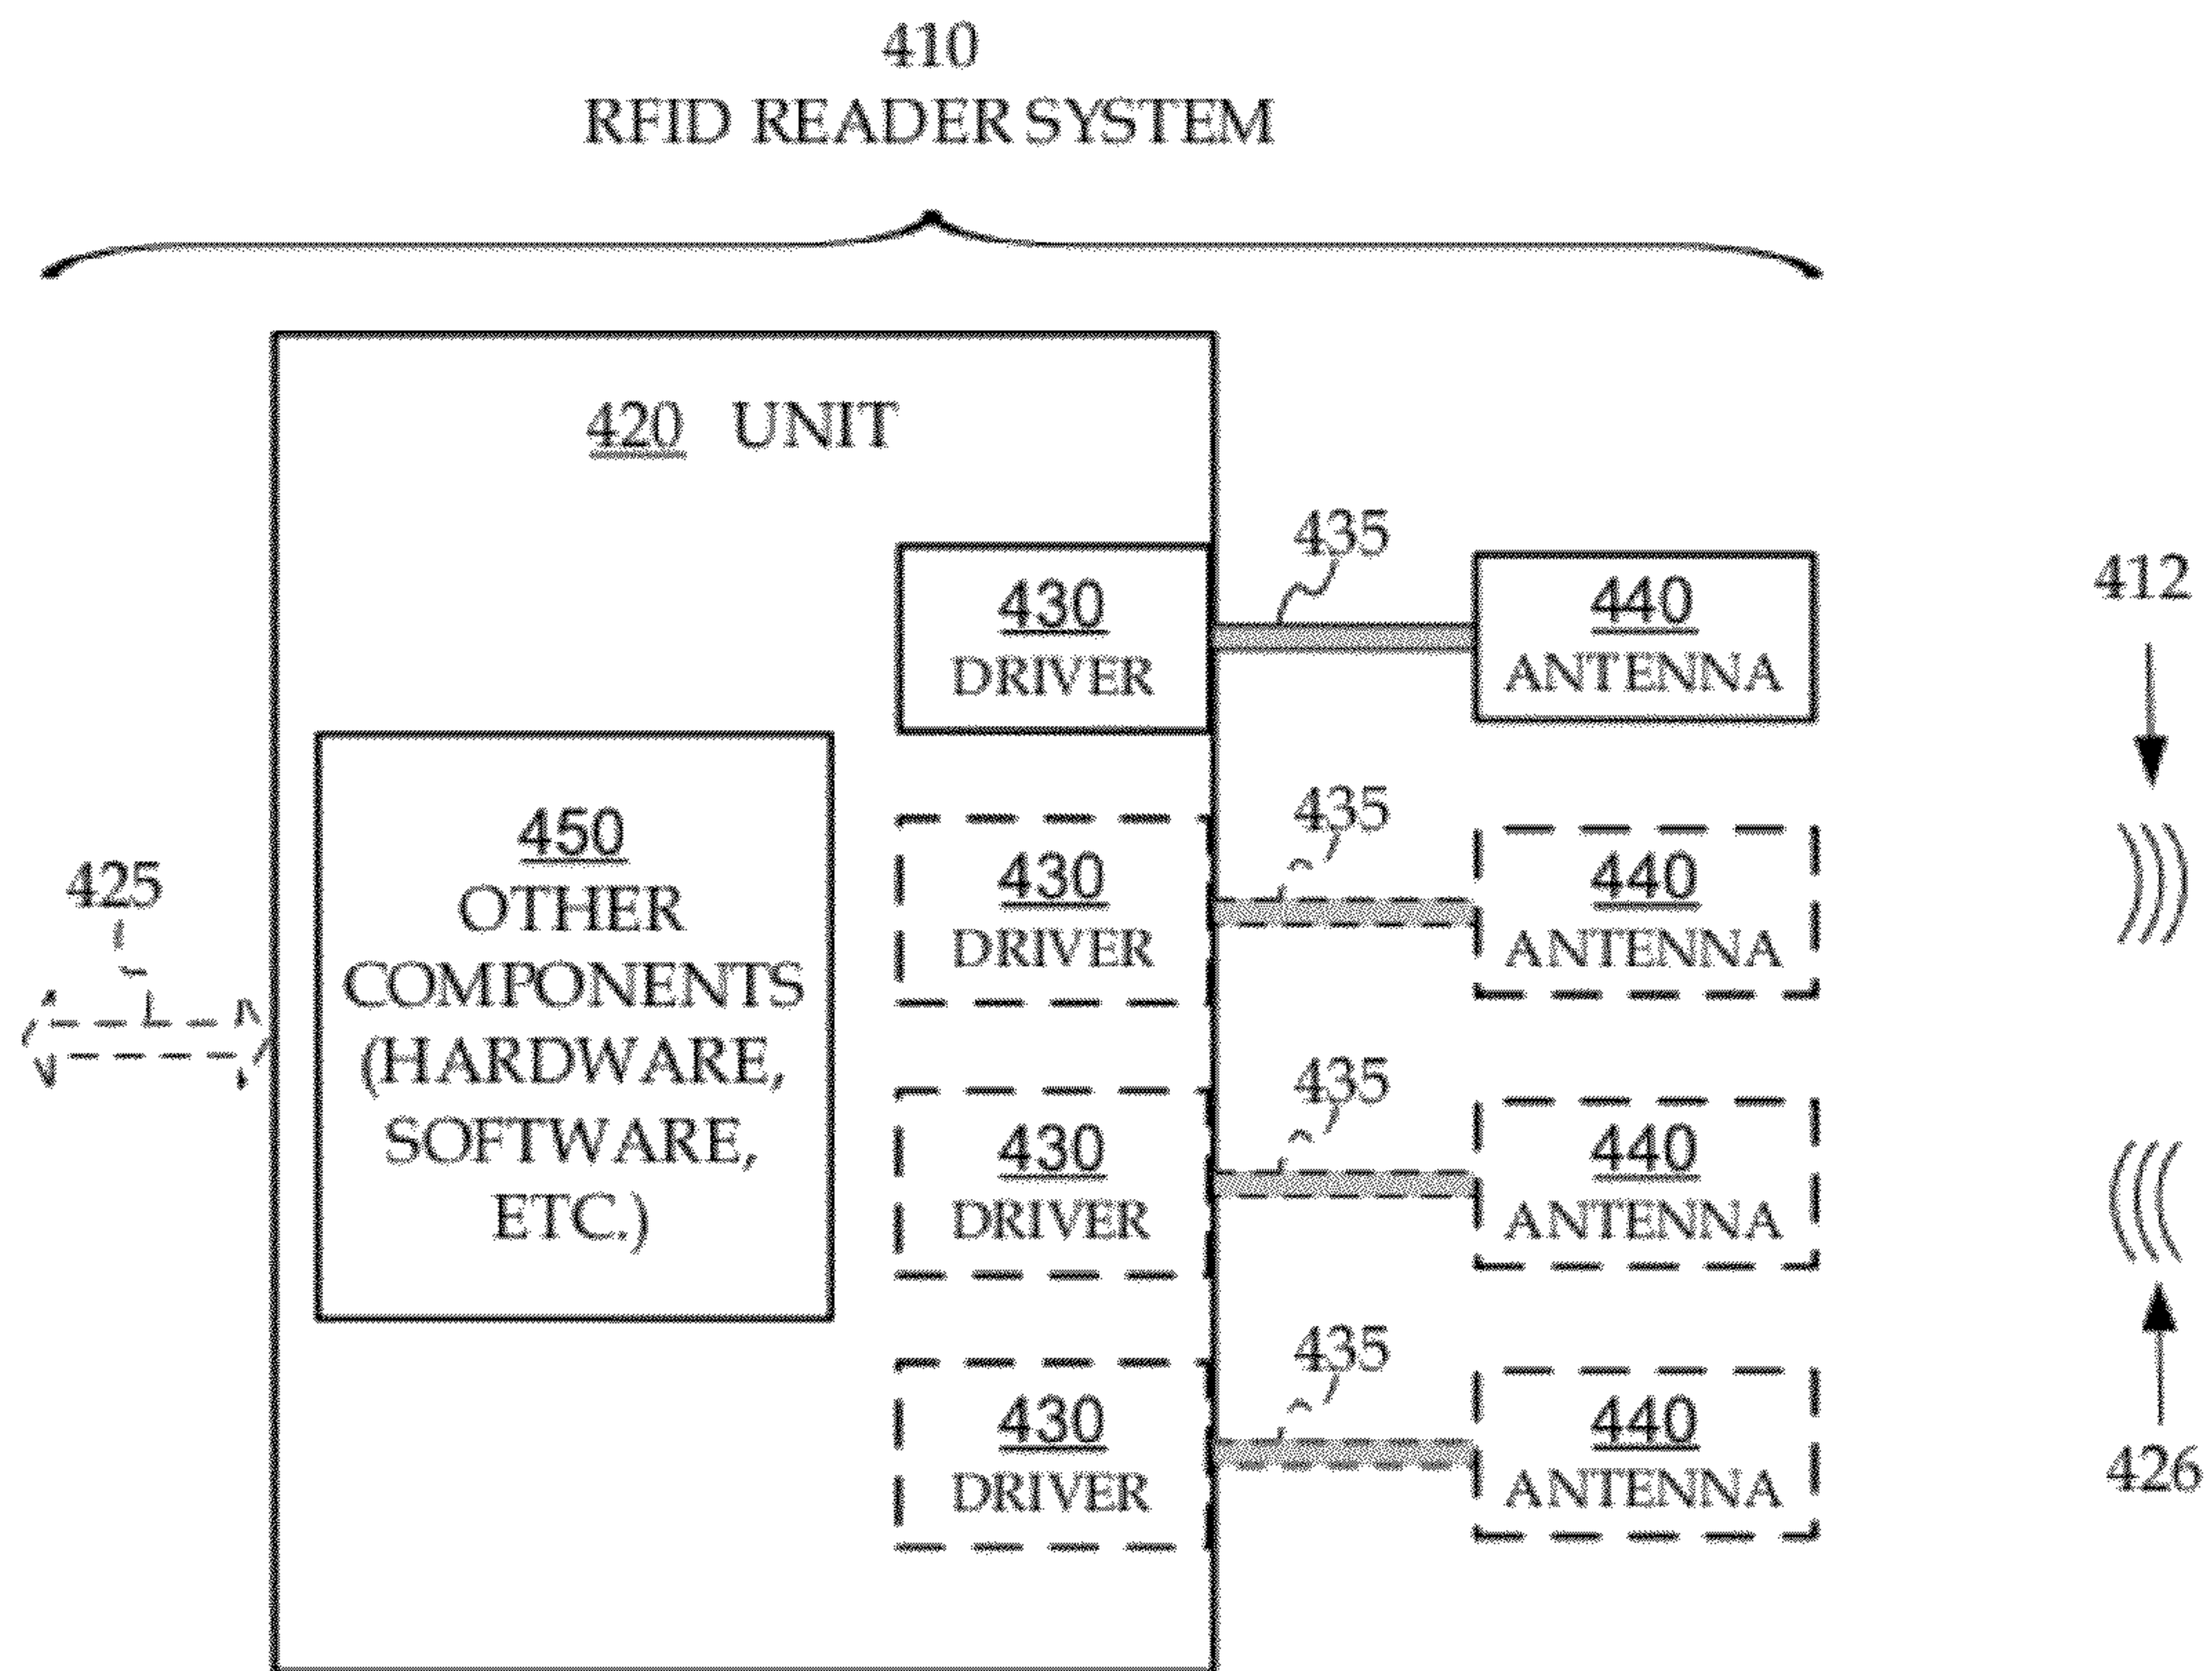 410
RFID READER SYSTEM
420 UNIT
435
430
DRIVER
440
ANTENNA
412
450
OTHER
COMPONENTS
(HARDWARE,
SOFTWARE,
ETC.)
425
435
430
DRIVER
440
ANTENNA
435
430
DRIVER
440
ANTENNA
435
430
DRIVER
440
ANTENNA
426